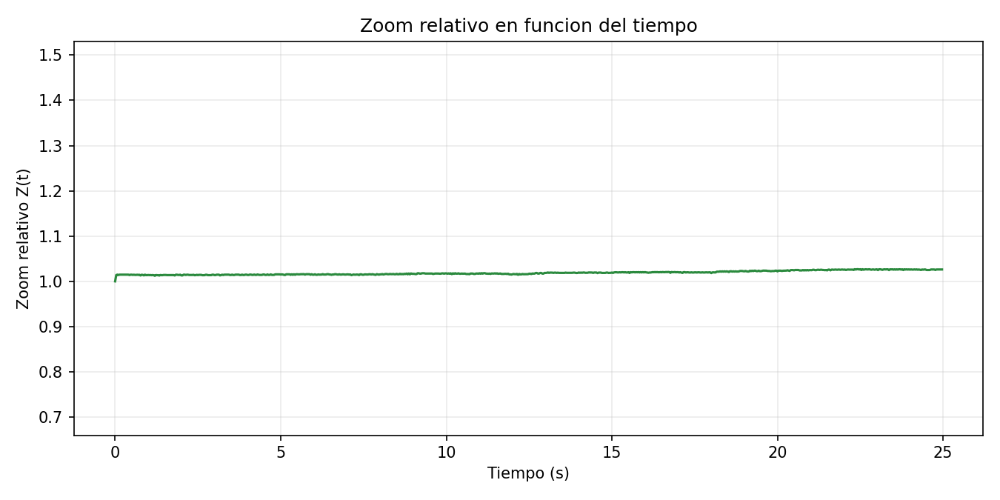 Zoom relativo en funcion del tiempo
Zoom relativo Z(t)
1.5
1.4
1.3
1.2
1.1
1.0
0.9
0.8
0.7
0 5 10 15 20 25
Tiempo (s)